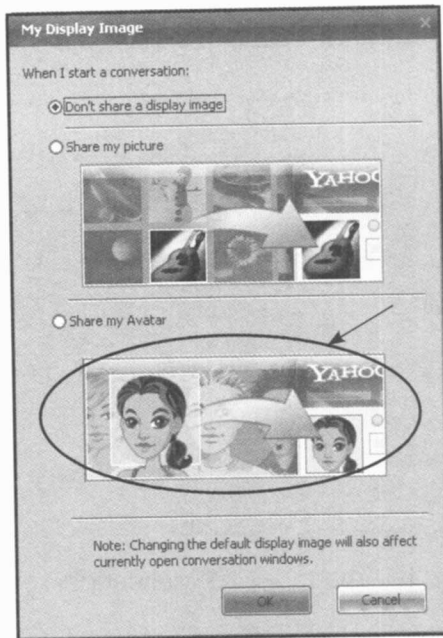 My Display Image
When I start a conversation:
Don't share a display image
Share my picture
YAHOO
Share my Avatar
YAHOO
Note: Changing the default display image will also affect
currently open conversation windows.
OK
Cancel